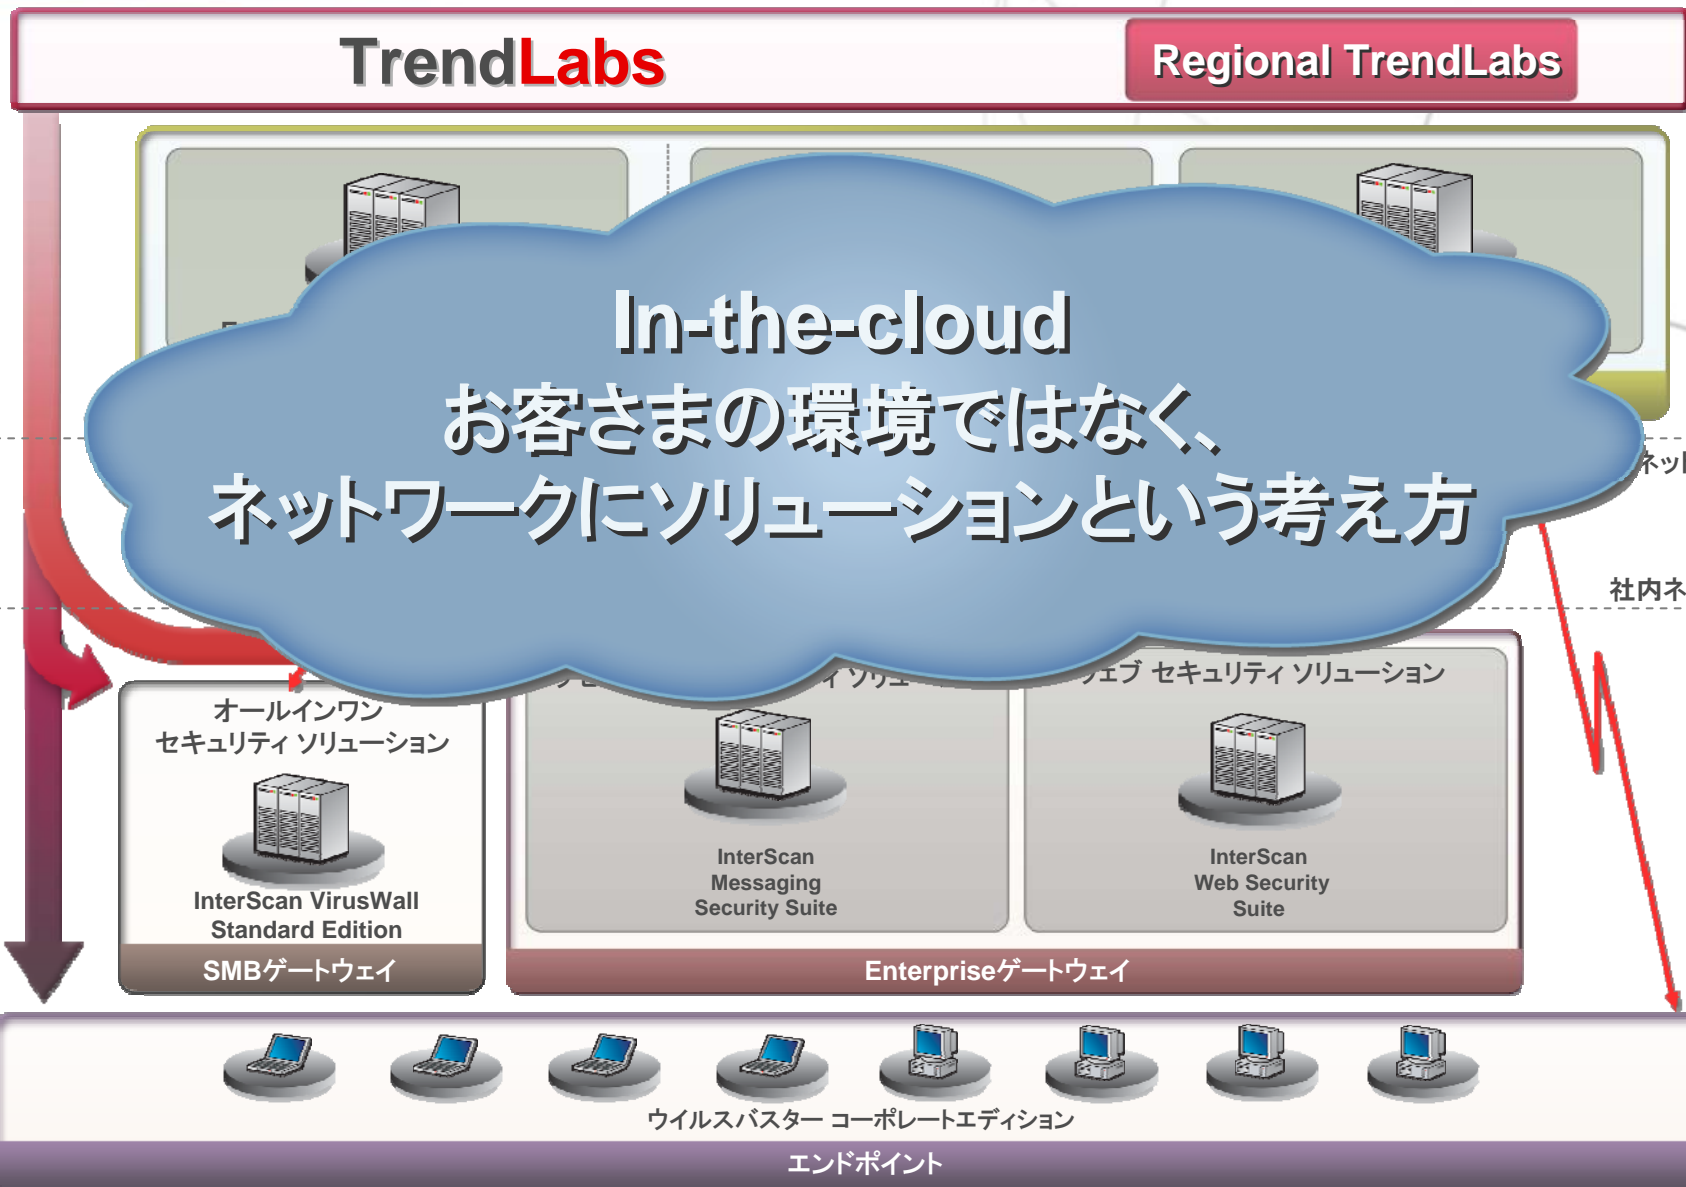 TrendLabs
Regional TrendLabs
In-the-cloud
お客さまの環境ではなく、
ネットワークにソリューションという考え方
社内ネ
オールインワン
セキュリティ ソリューション
InterScan VirusWall
Standard Edition
SMBゲートウェイ
InterScan
Messaging
Security Suite
ウェブ セキュリティ ソリューション
InterScan
Web Security
Suite
Enterpriseゲートウェイ
ウイルスバスター コーポレートエディション
エンドポイント